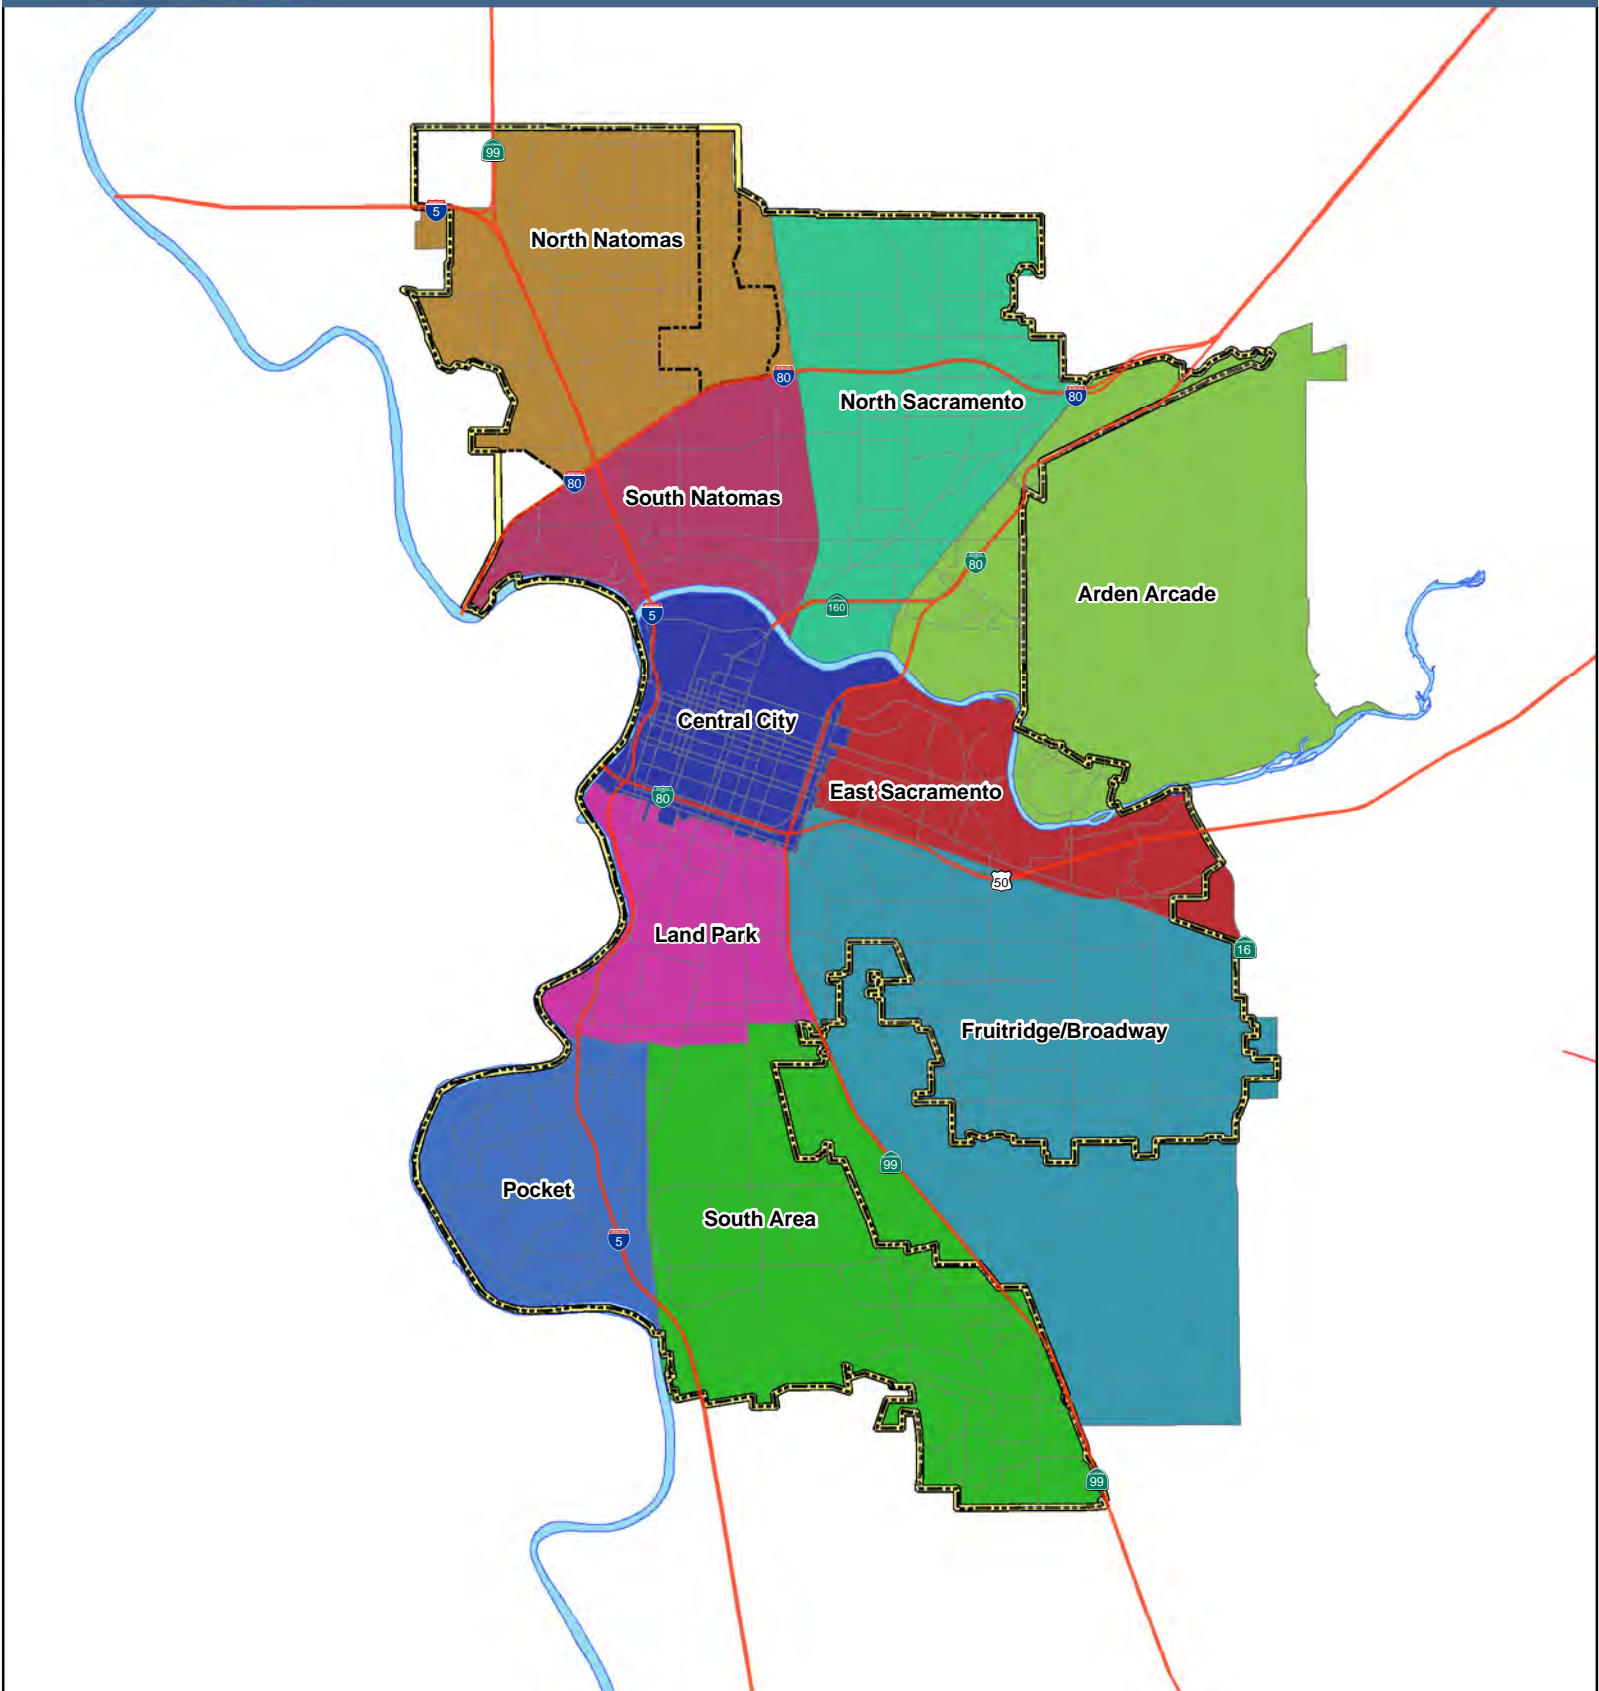 99
5
North Natomas
80
80
North Sacramento
80
South Natomas
80
Arden Arcade
160
5
Central City
East Sacramento
80
50
Land Park
16
Fruitridge/Broadway
99
Pocket
South Area
5
99